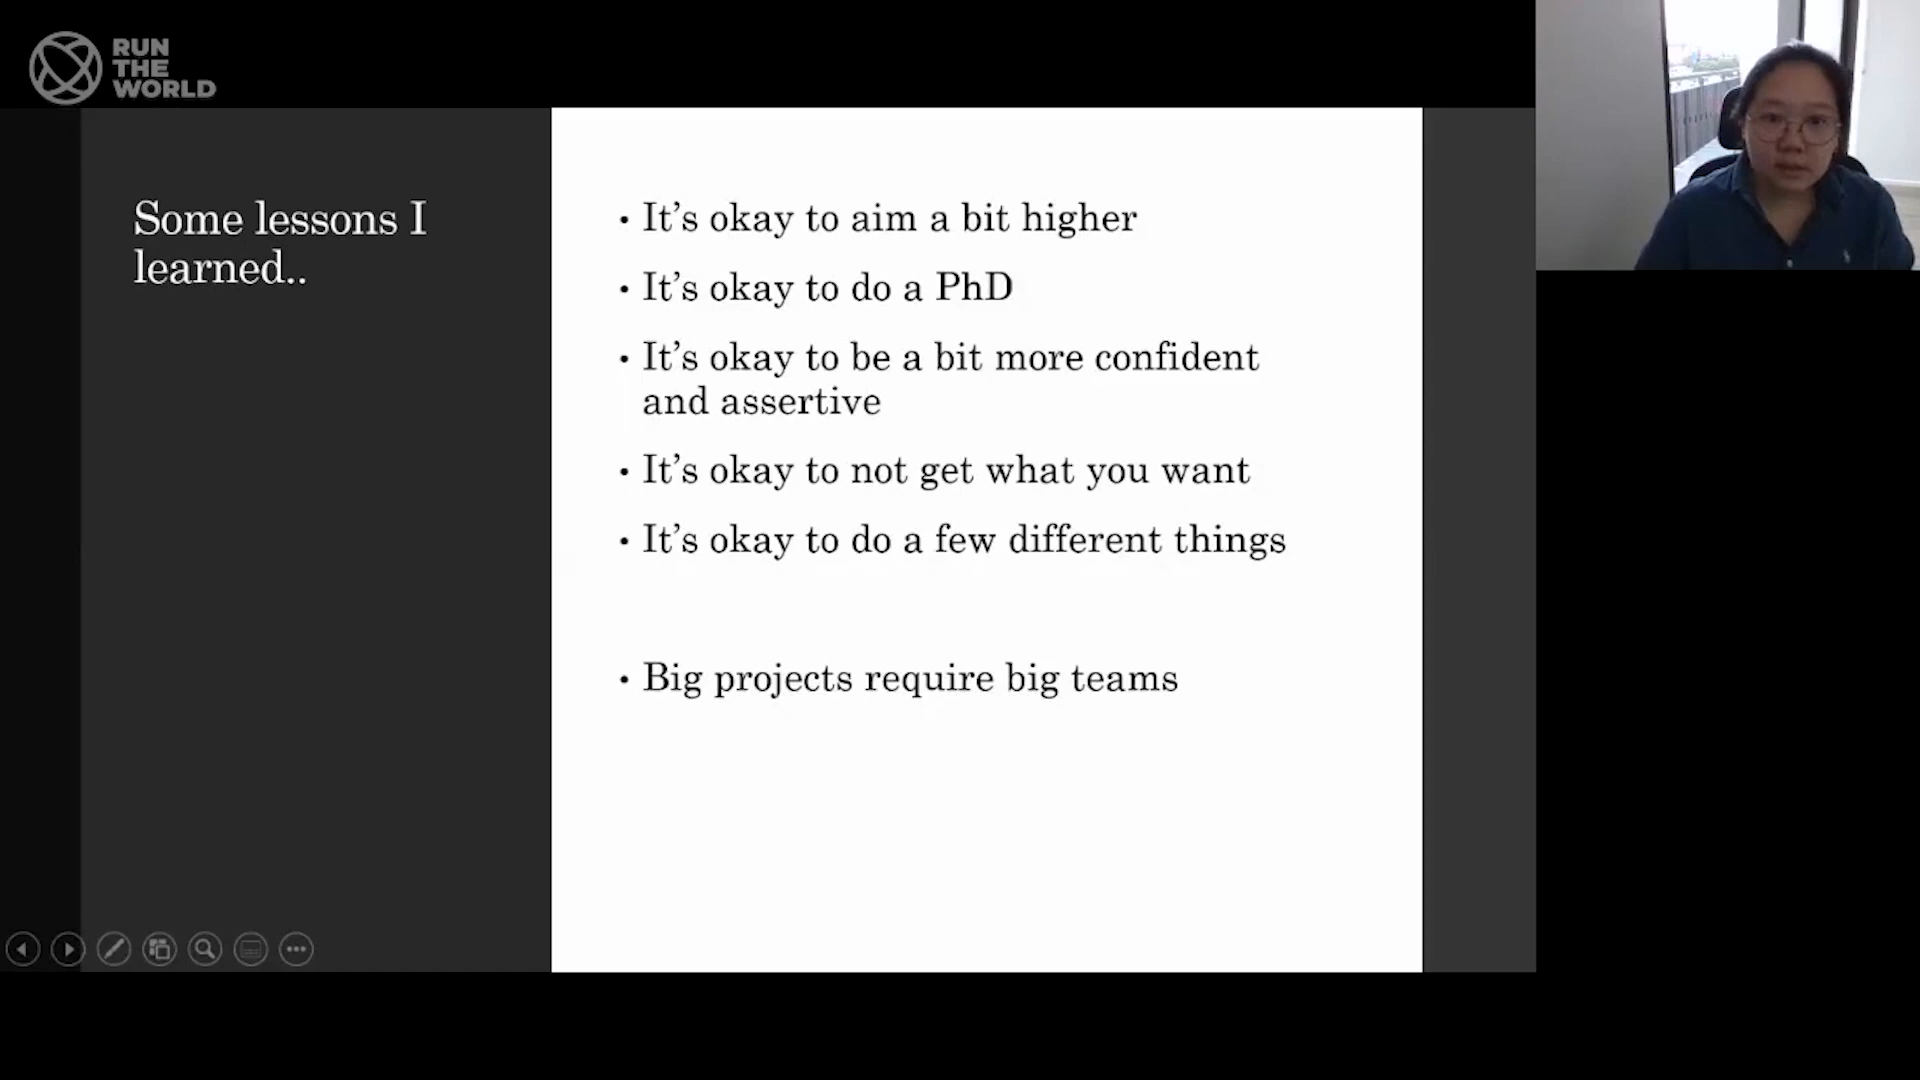 RUN
THE
WORLD
Some lessons I
learned..
• It’s okay to aim a bit higher
• It’s okay to do a PhD
• It’s okay to be a bit more confident
and assertive
• It’s okay to not get what you want
• It’s okay to do a few different things
• Big projects require big teams